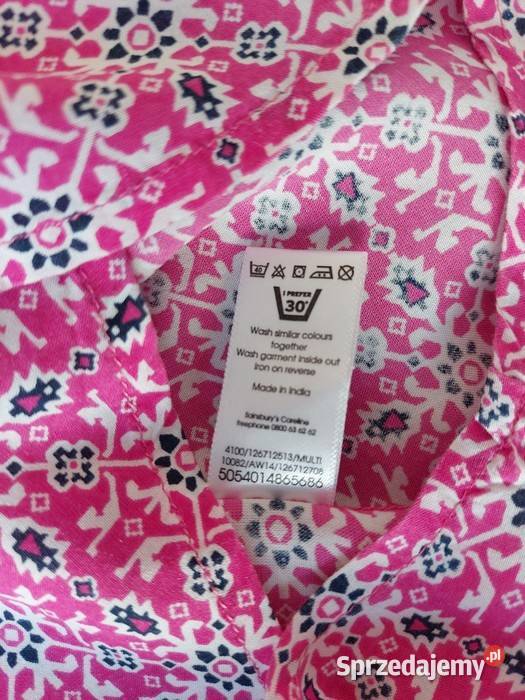 40
I PREFER
30°
Wash similar colours
together
Wash garment inside out
Iron on reverse
Made in India
Sainsbury's Careline
freephone 0800 63 62 62
4100/126712513/MULTI
10082/AW14/126712708
5054014865686
Sprzedajemy.pl